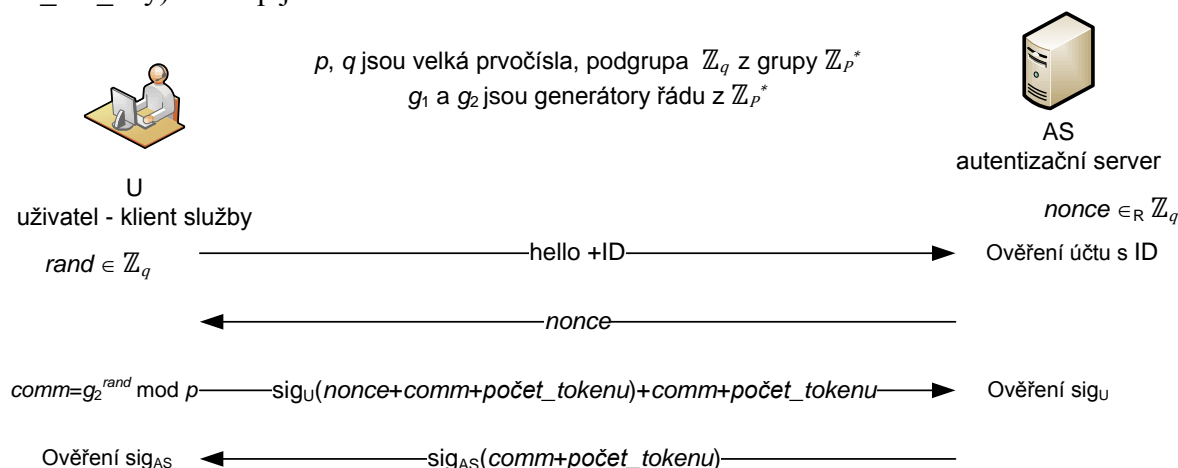 p, q jsou velká prvočísla, podgrupa ℤq z grupy ℤP*
g1 a g2 jsou generátory řádu z ℤP*
AS
autentizační server
U
uživatel - klient služby
nonce ∈R ℤq
rand ∈ ℤq
hello +ID
Ověření účtu s ID
nonce
comm=g2^rand mod p
sigU(nonce+comm+počet_tokenu)+comm+počet_tokenu
Ověření sigU
Ověření sigAS
sigAS(comm+počet_tokenu)